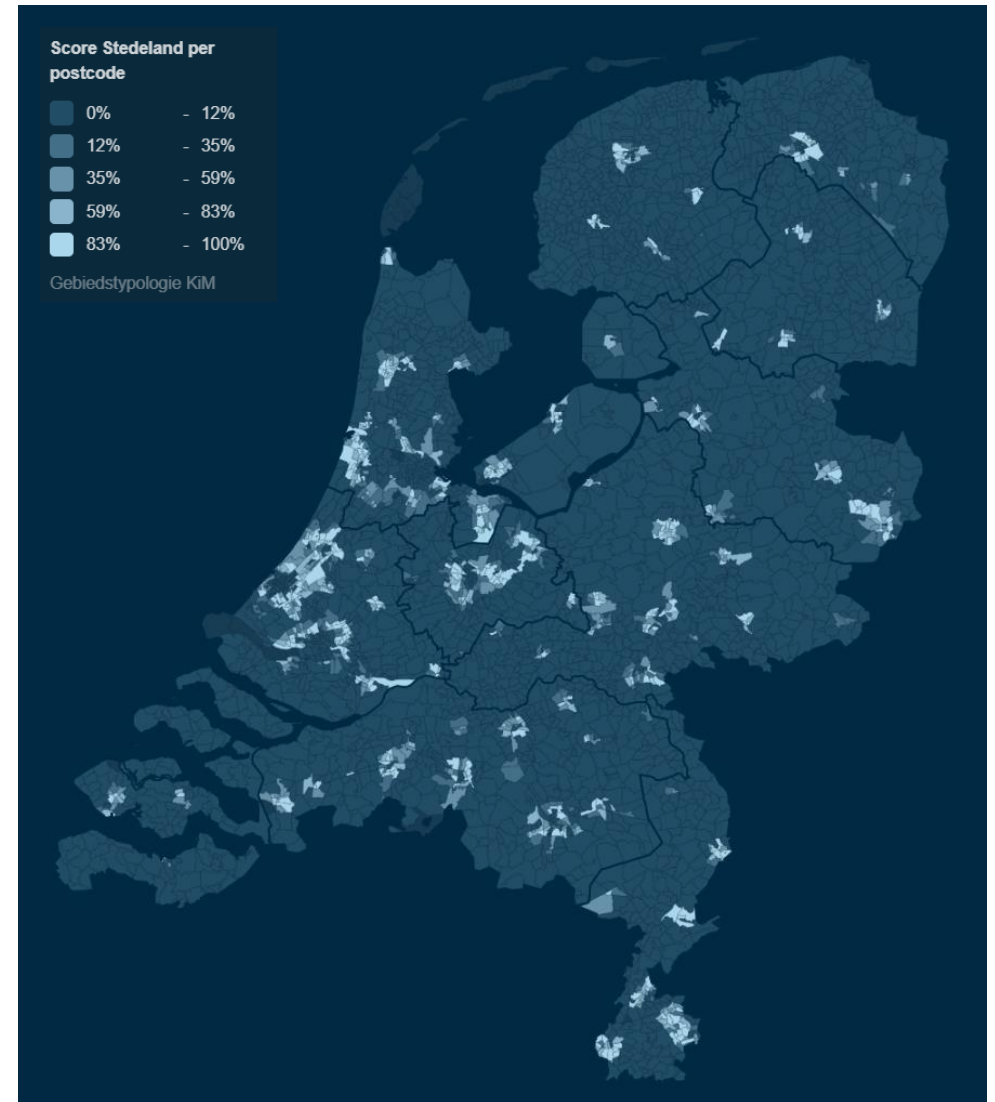 Score Stedeland per
postcode
0% - 12%
12% - 35%
35% - 59%
59% - 83%
83% - 100%
Gebiedstypologie KiM